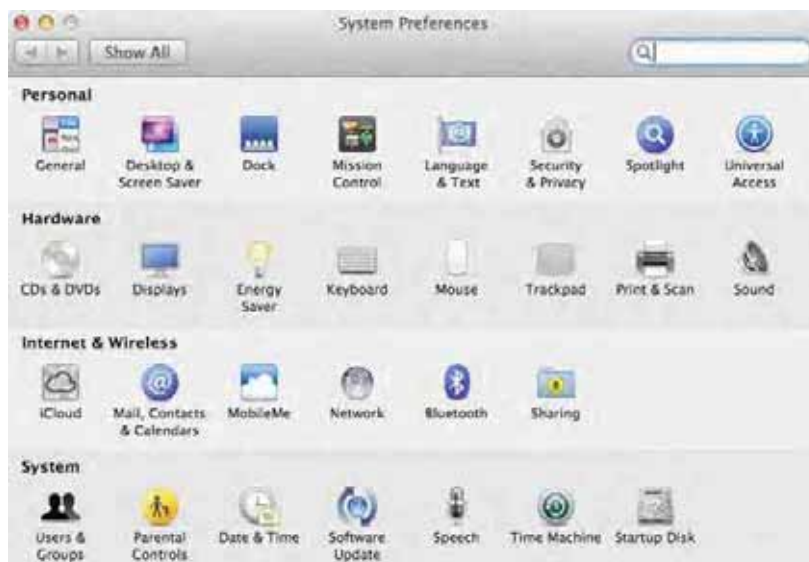 System Preferences
Show All
Personal
General
Desktop &
Screen Saver
Dock
Mission
Control
Language
& Text
Security
& Privacy
Spotlight
Universal
Access
Hardware
CDs & DVDs
Displays
Energy
Saver
Keyboard
Mouse
Trackpad
Print & Scan
Sound
Internet & Wireless
iCloud
Mail, Contacts
& Calendars
MobileMe
Network
Bluetooth
Sharing
System
Users &
Groups
Parental
Controls
Date & Time
Software
Update
Speech
Time Machine
Startup Disk